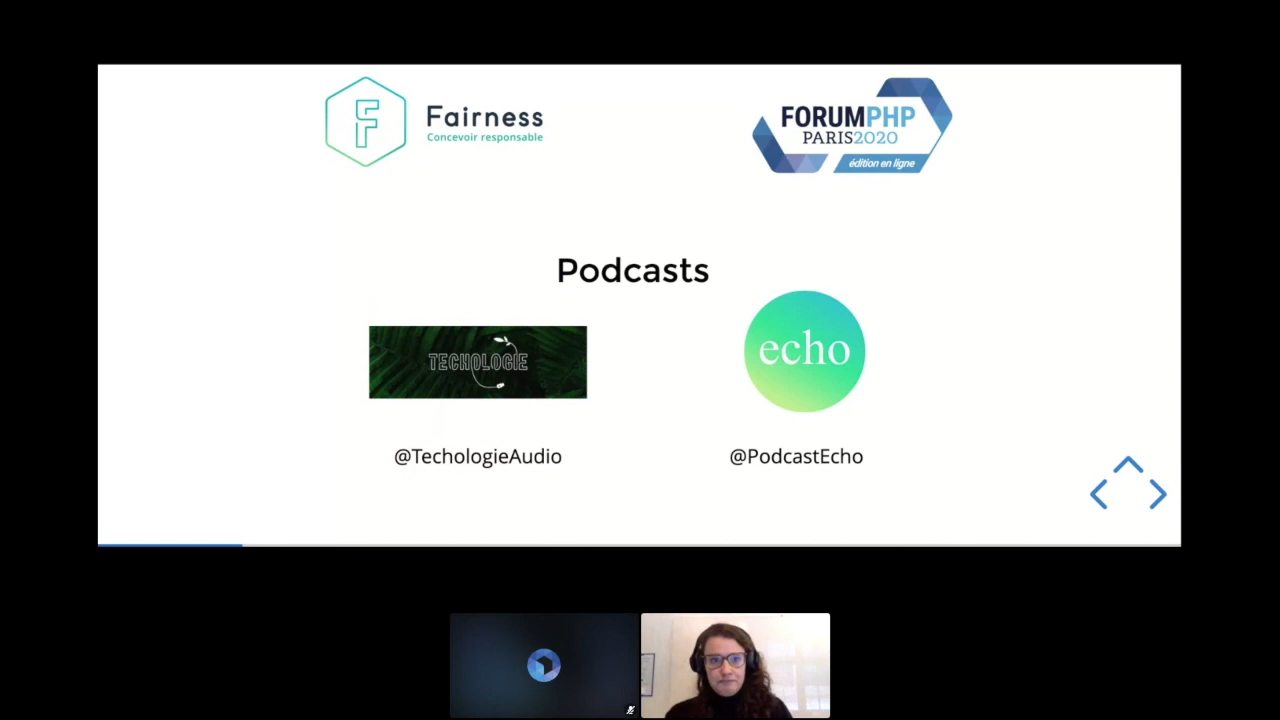 Fairness
Concevoir responsable
FORUMPHP
PARIS2020
édition en ligne
Podcasts
TECHOLOGIE
echo
@TechologieAudio
@PodcastEcho